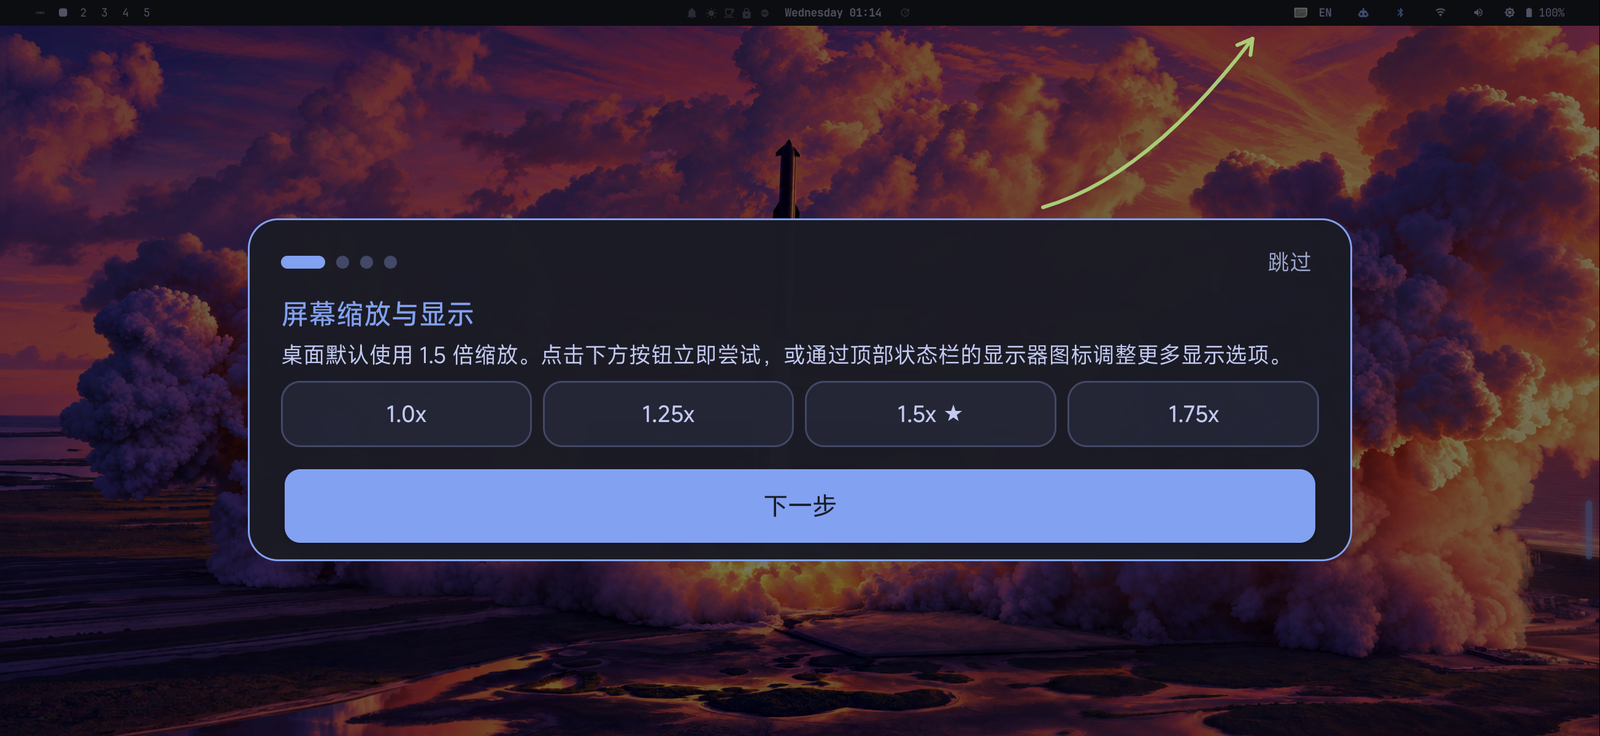 2 3 4 5
Wednesday 01:14
EN
100%
跳过
屏幕缩放与显示
桌面默认使用 1.5 倍缩放。点击下方按钮立即尝试，或通过顶部状态栏的显示器图标调整更多显示选项。
1.0x
1.25x
1.5x ★
1.75x
下一步